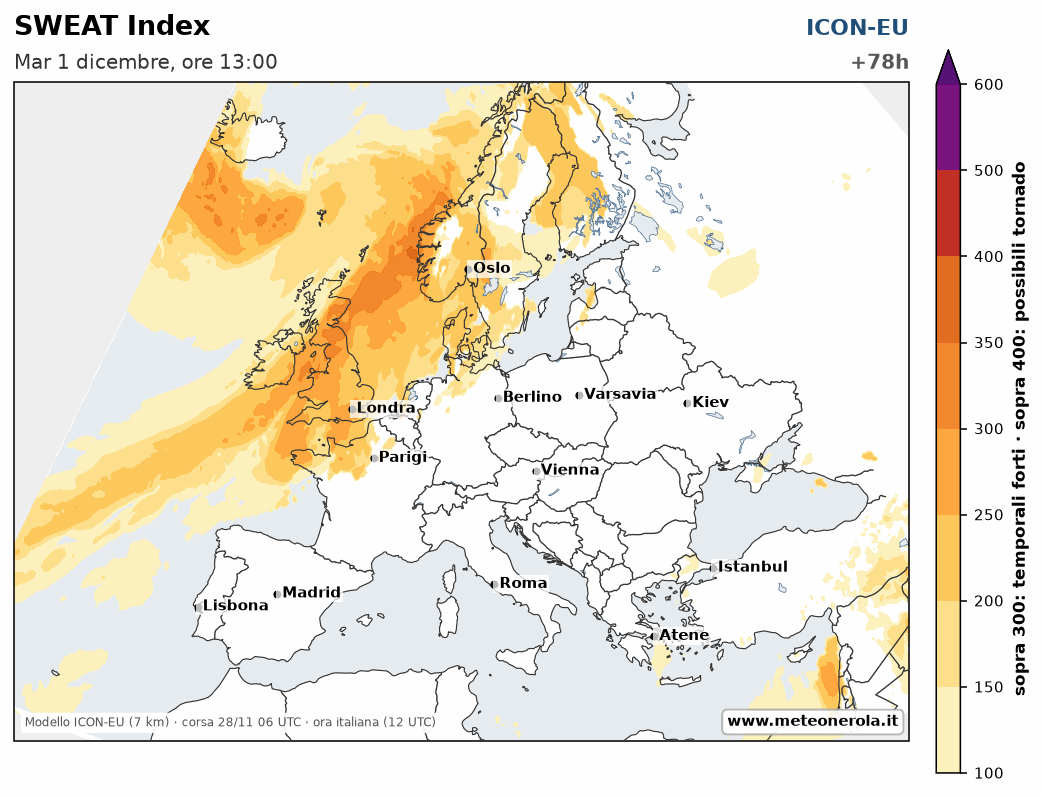 SWEAT Index
ICON-EU
Mar 1 dicembre, ore 13:00
+78h
Oslo
Londra
Berlino
Varsavia
Kiev
Parigi
Vienna
Istanbul
Roma
Madrid
Lisbona
Atene
Modello ICON-EU (7 km) · corsa 28/11 06 UTC · ora italiana (12 UTC)
www.meteonerola.it
600
500
400
350
300
250
200
150
100
sopra 300: temporali forti · sopra 400: possibili tornado